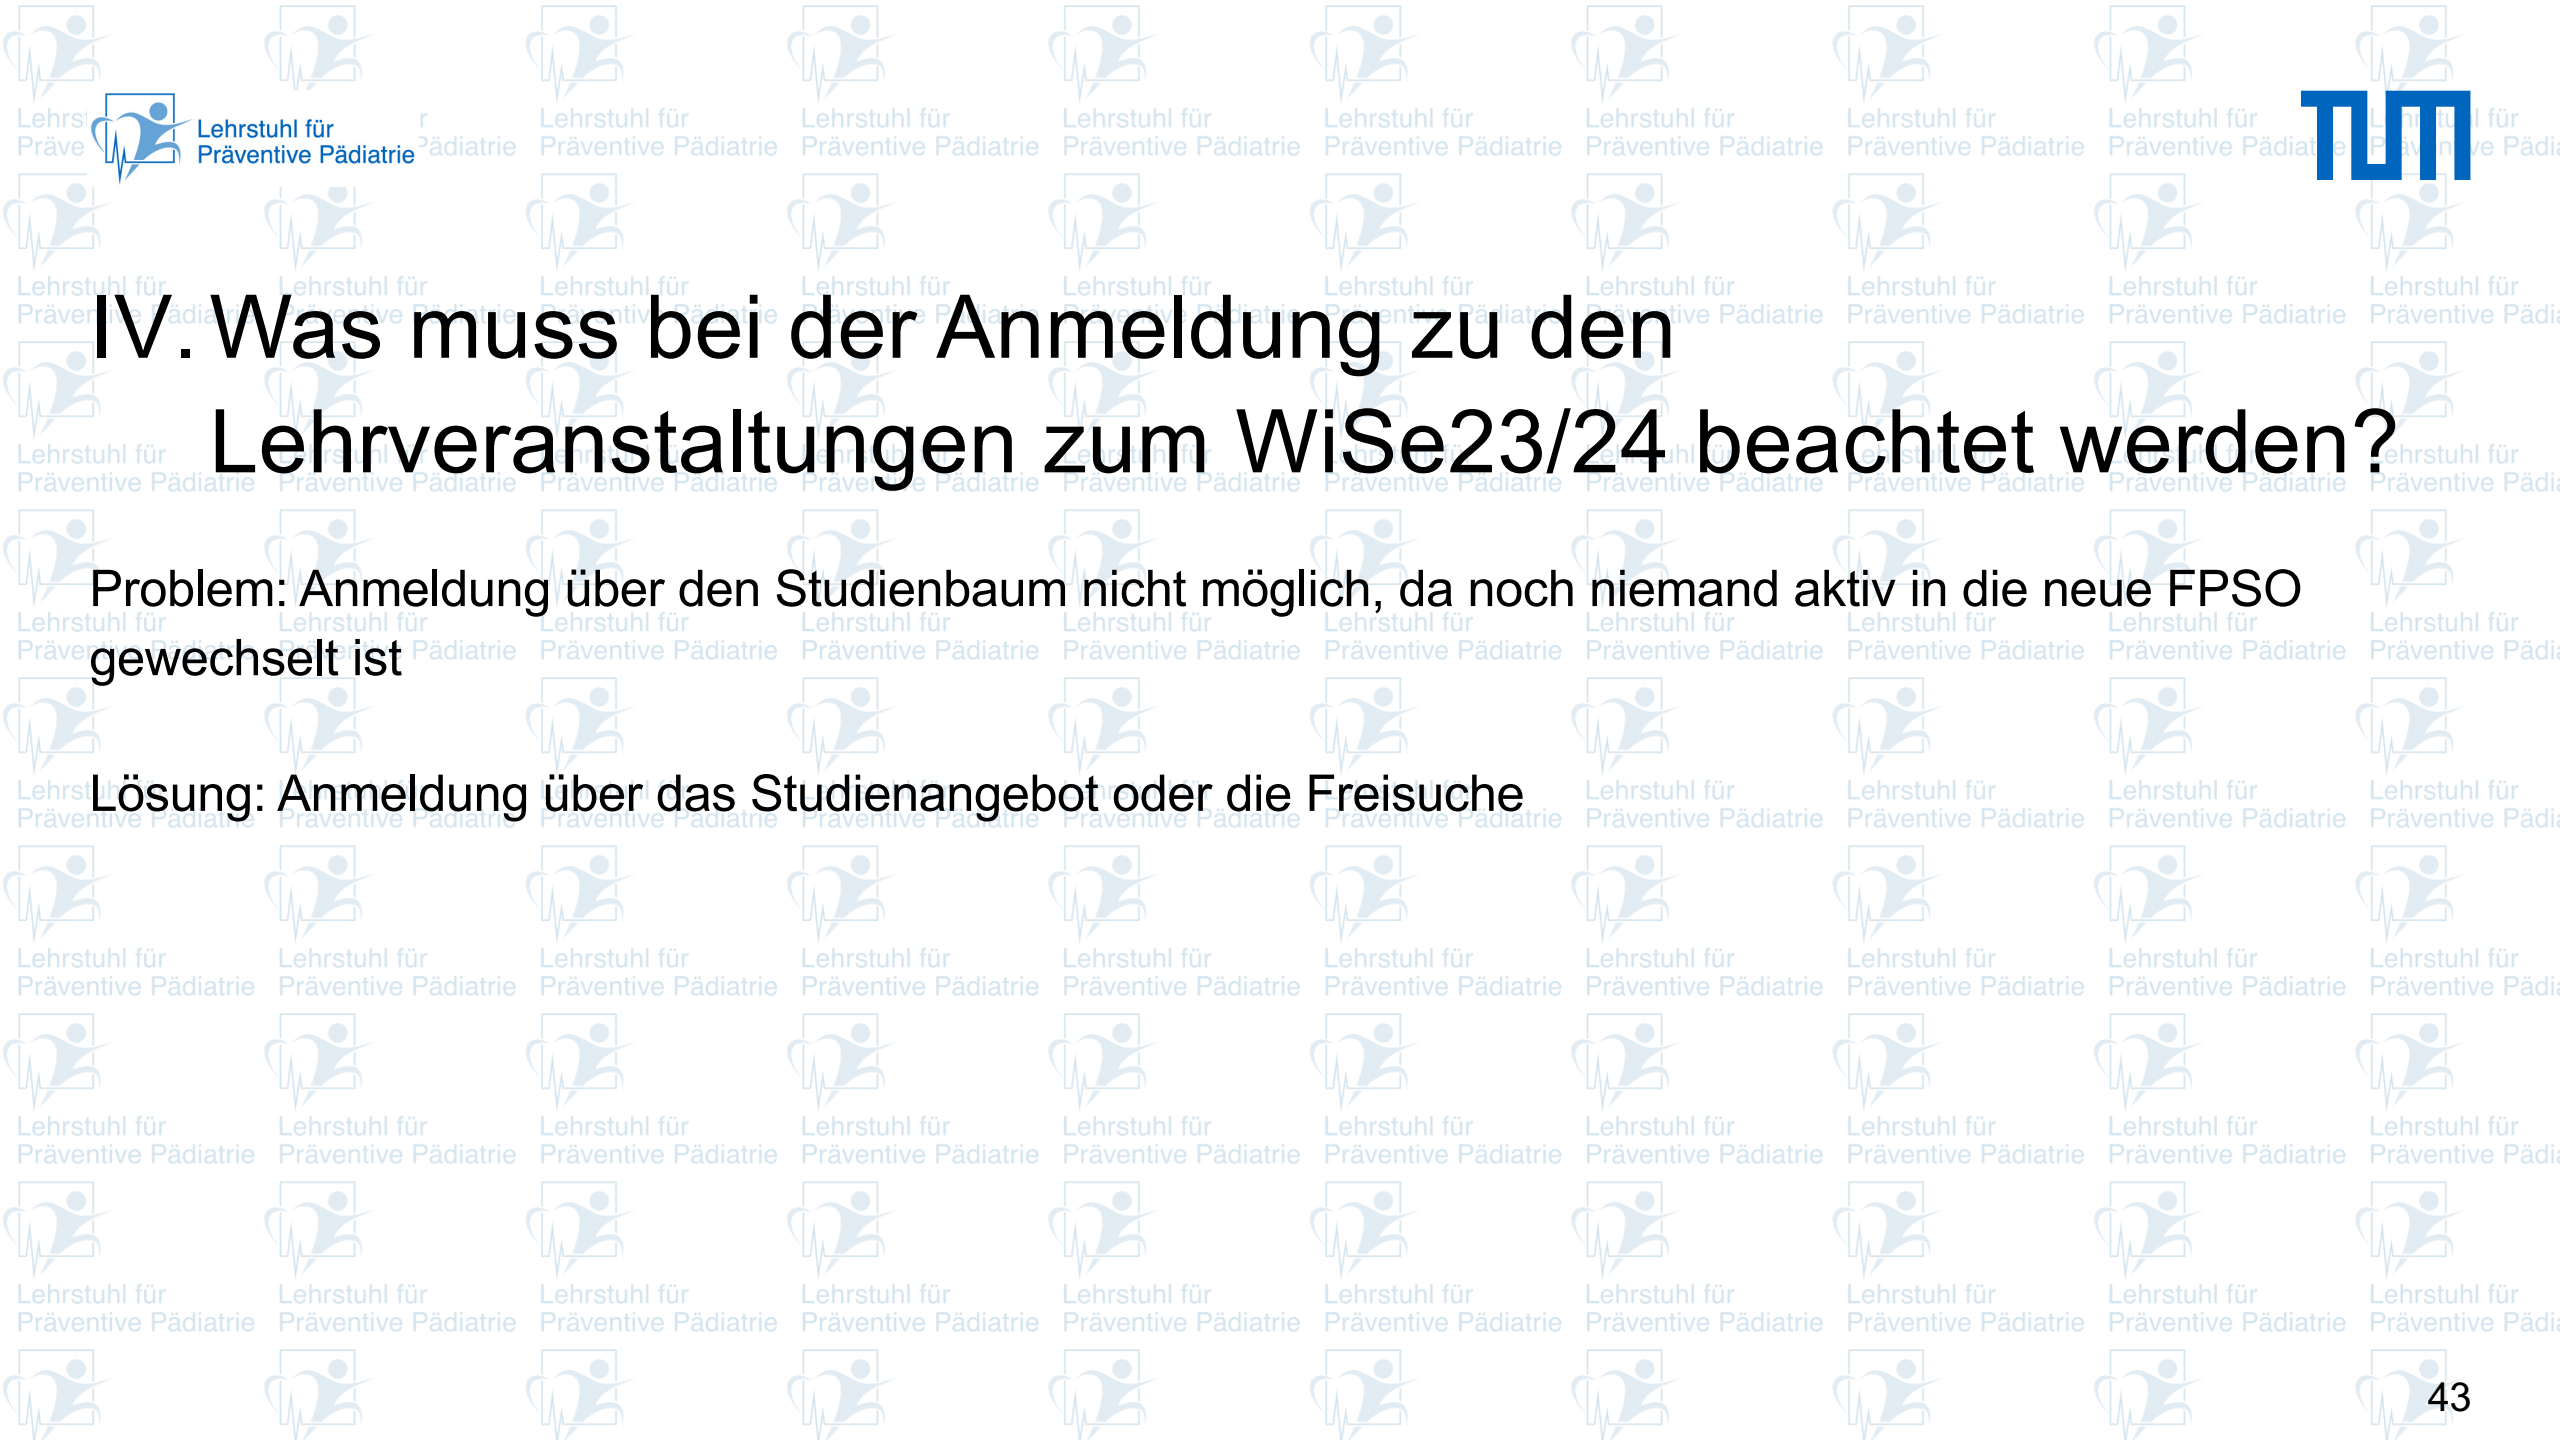 Lehrstuhl für
Präventive Pädiatrie
TUM
IV. Was muss bei der Anmeldung zu den
Lehrveranstaltungen zum WiSe23/24 beachtet werden?
Problem: Anmeldung über den Studienbaum nicht möglich, da noch niemand aktiv in die neue FPSO
gewechselt ist
Lösung: Anmeldung über das Studienangebot oder die Freisuche
43